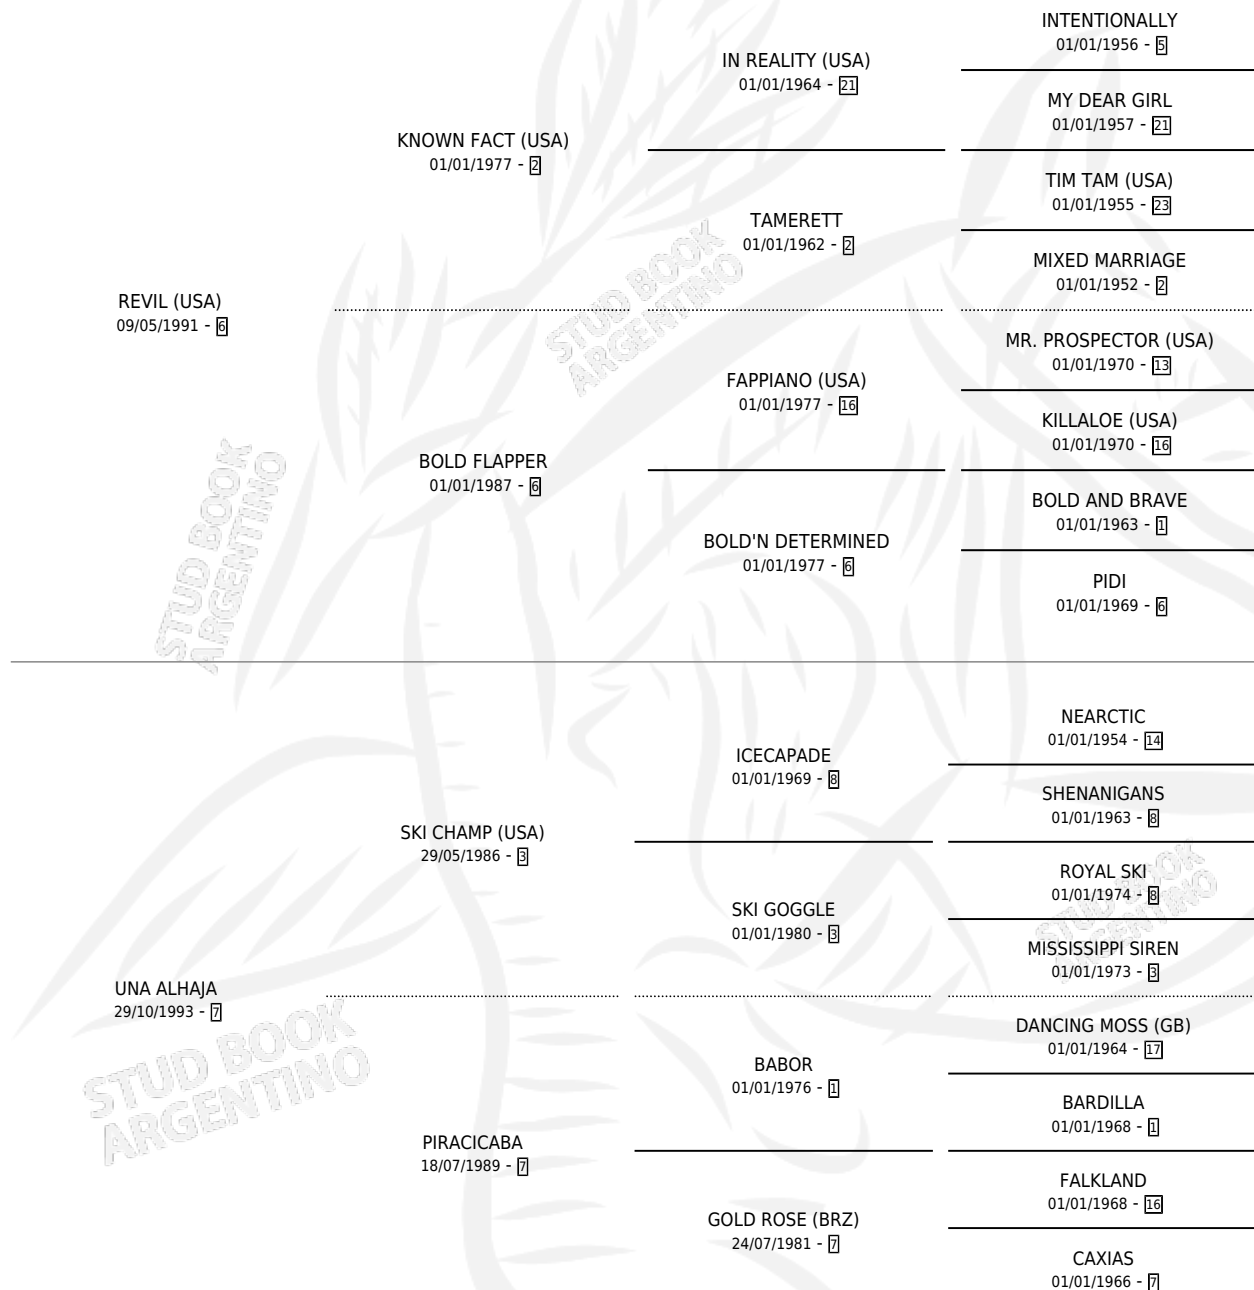 INTENTIONALLY
01/01/1956 - 5
IN REALITY (USA)
01/01/1964 - 21
MY DEAR GIRL
01/01/1957 - 21
KNOWN FACT (USA)
01/01/1977 - 2
TIM TAM (USA)
01/01/1955 - 23
TAMERETT
01/01/1962 - 2
MIXED MARRIAGE
01/01/1952 - 2
REVIL (USA)
09/05/1991 - 6
MR. PROSPECTOR (USA)
01/01/1970 - 13
FAPPIANO (USA)
01/01/1977 - 16
KILLALOE (USA)
01/01/1970 - 16
BOLD FLAPPER
01/01/1987 - 6
BOLD AND BRAVE
01/01/1963 - 1
BOLD'N DETERMINED
01/01/1977 - 6
PIDI
01/01/1969 - 6
NEARCTIC
01/01/1954 - 14
ICECAPADE
01/01/1969 - 8
SHENANIGANS
01/01/1963 - 8
SKI CHAMP (USA)
29/05/1986 - 3
ROYAL SKI
01/01/1974 - 8
SKI GOGGLE
01/01/1980 - 3
MISSISSIPPI SIREN
01/01/1973 - 3
UNA ALHAJA
29/10/1993 - 7
DANCING MOSS (GB)
01/01/1964 - 17
BABOR
01/01/1976 - 1
BARDILLA
01/01/1968 - 1
PIRACICABA
18/07/1989 - 7
FALKLAND
01/01/1968 - 16
GOLD ROSE (BRZ)
24/07/1981 - 7
CAXIAS
01/01/1966 - 7
STUD BOOK
ARGENTINO
STUD BOOK
ARGENTINO
STUD BOOK
ARGENTINO
STUD BOOK
ARGENTINO